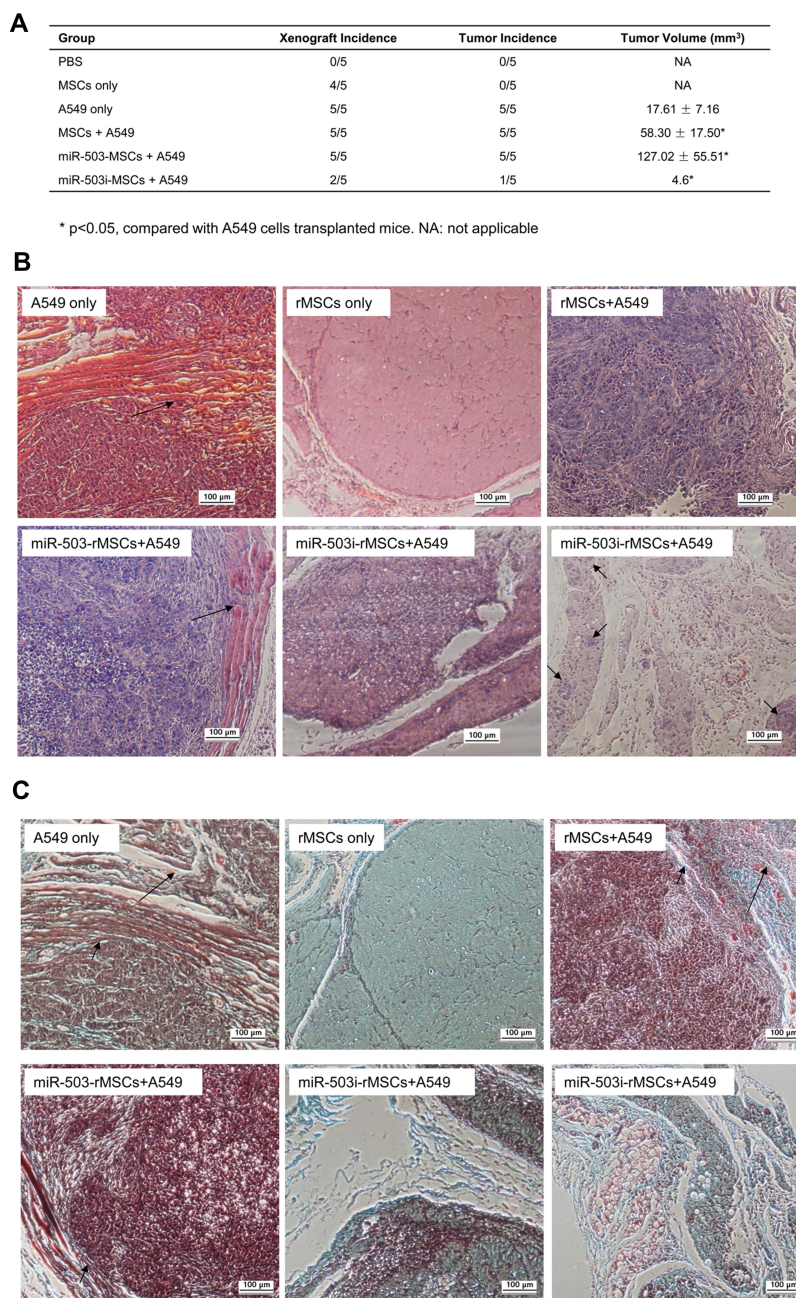 A
Group Xenograft Incidence Tumor Incidence Tumor Volume (mm³)
PBS 0/5 0/5 NA
MSCs only 4/5 0/5 NA
A549 only 5/5 5/5 17.61 ± 7.16
MSCs + A549 5/5 5/5 58.30 ± 17.50*
miR-503-MSCs + A549 5/5 5/5 127.02 ± 55.51*
miR-503i-MSCs + A549 2/5 1/5 4.6*
* p<0.05, compared with A549 cells transplanted mice. NA: not applicable
B
A549 only rMSCs only rMSCs+A549
100 µm 100 µm 100 µm
miR-503-rMSCs+A549 miR-503i-rMSCs+A549 miR-503i-rMSCs+A549
100 µm 100 µm 100 µm
C
A549 only rMSCs only rMSCs+A549
100 µm 100 µm 100 µm
miR-503-rMSCs+A549 miR-503i-rMSCs+A549 miR-503i-rMSCs+A549
100 µm 100 µm 100 µm